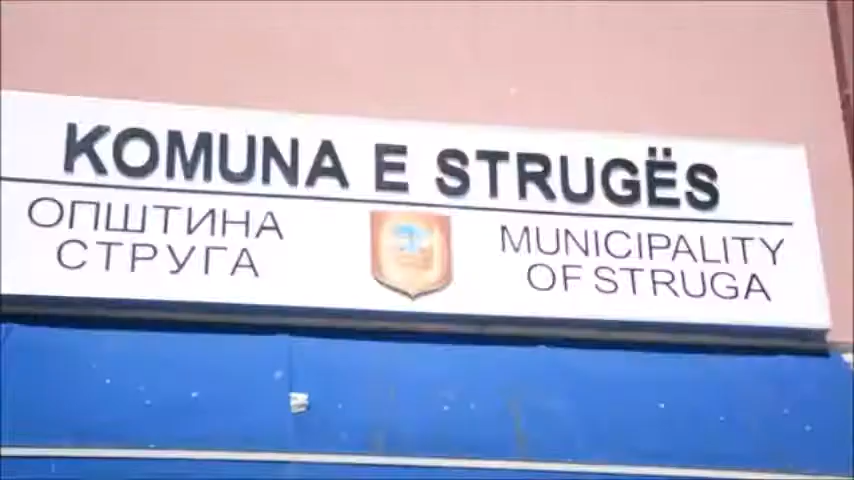 KOMUNA E STRUGËS
ОПШТИНА
СТРУГА
MUNICIPALITY
OF STRUGA